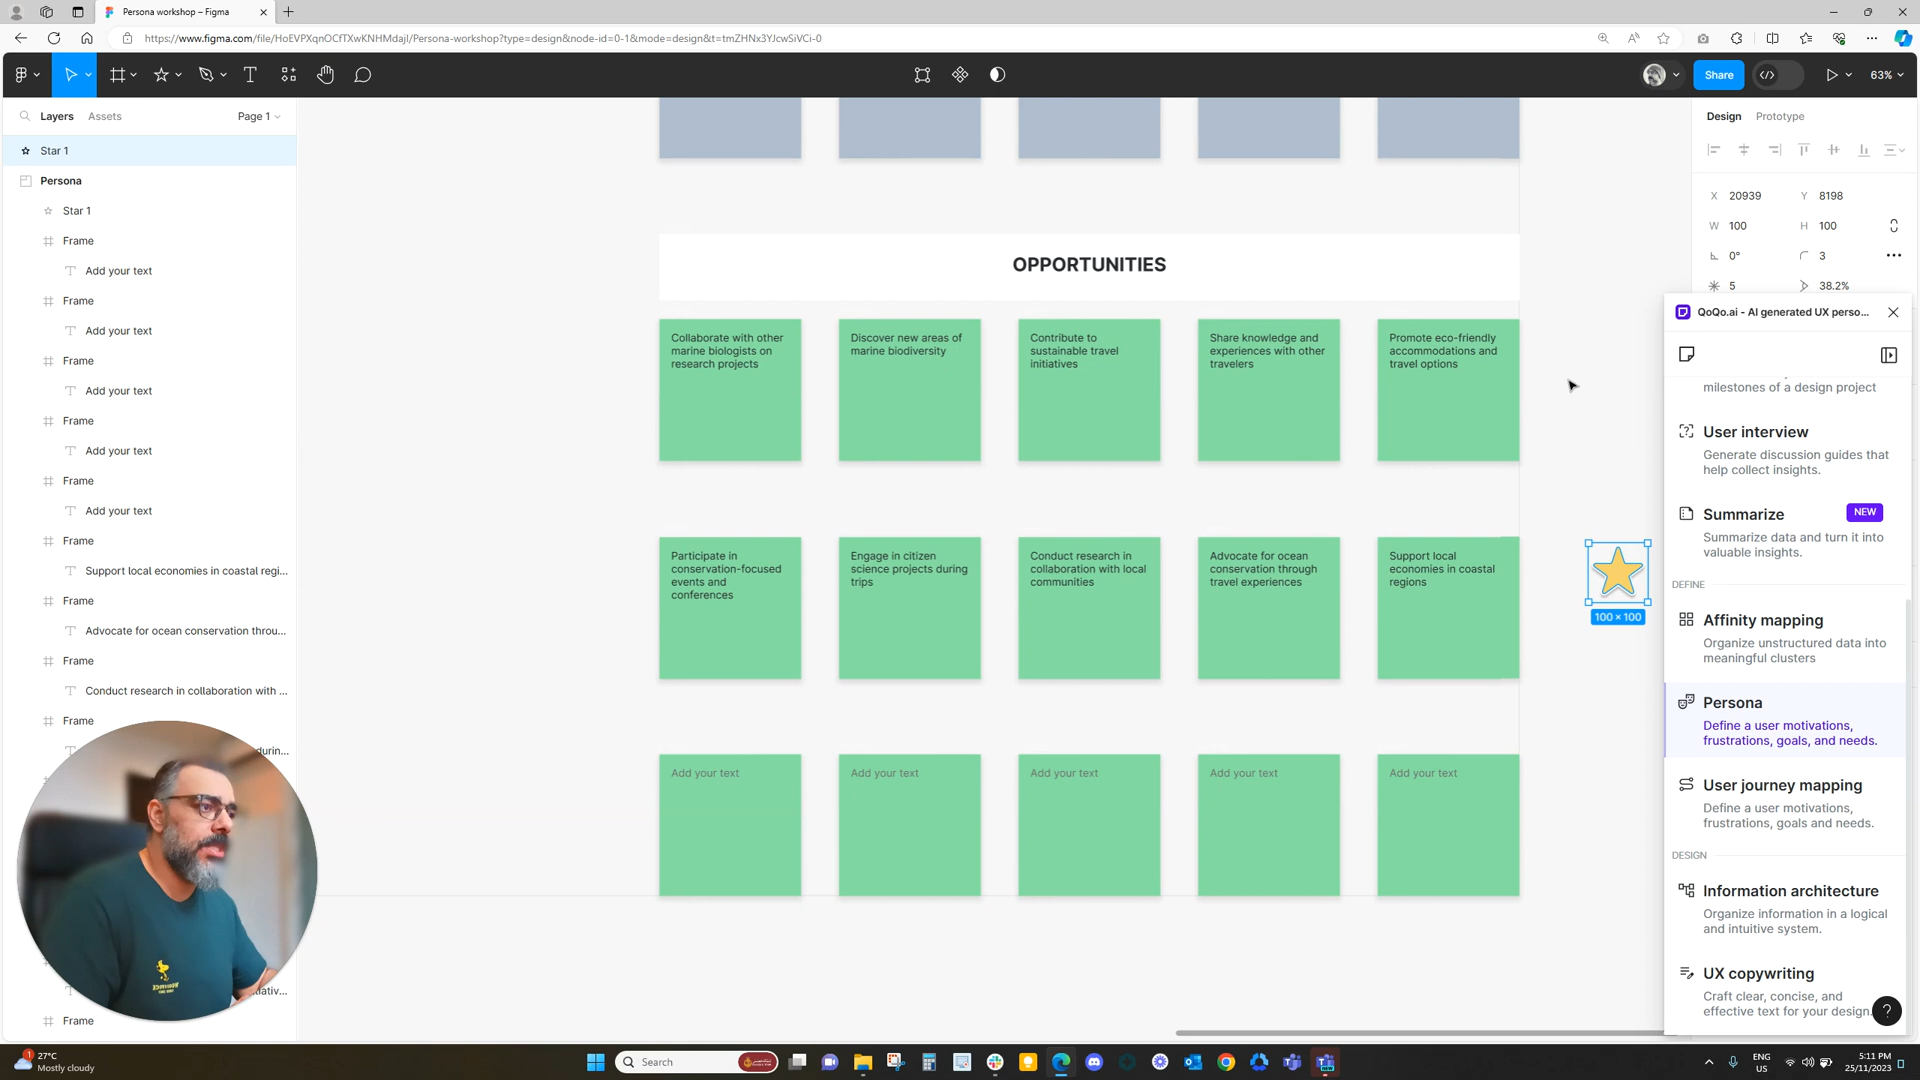 Persona workshop – Figma
https://www.figma.com/file/HoEVPXqnOCfTXwKNHMdajI/Persona-workshop?type=design&node-id=0-1&mode=design&t=tmZHNx3YJcwSiVCi-0
Share
63%
Layers
Assets
Page 1
Star 1
Persona
Star 1
Frame
Add your text
Frame
Add your text
Frame
Add your text
Frame
Add your text
Frame
Add your text
Frame
Support local economies in coastal regi...
Frame
Advocate for ocean conservation throu...
Frame
Conduct research in collaboration with ...
Frame
Frame
OPPORTUNITIES
Collaborate with other
marine biologists on
research projects
Discover new areas of
marine biodiversity
Contribute to
sustainable travel
initiatives
Share knowledge and
experiences with other
travelers
Promote eco-friendly
accommodations and
travel options
Participate in
conservation-focused
events and
conferences
Engage in citizen
science projects during
trips
Conduct research in
collaboration with local
communities
Advocate for ocean
conservation through
travel experiences
Support local
economies in coastal
regions
100 × 100
Add your text
Add your text
Add your text
Add your text
Add your text
Design
Prototype
X 20939
Y 8198
W 100
H 100
0°
3
5
38.2%
QoQo.ai - AI generated UX perso...
milestones of a design project
User interview
Generate discussion guides that
help collect insights.
Summarize
NEW
Summarize data and turn it into
valuable insights.
DEFINE
Affinity mapping
Organize unstructured data into
meaningful clusters
Persona
Define a user motivations,
frustrations, goals, and needs.
User journey mapping
Define a user motivations,
frustrations, goals and needs.
DESIGN
Information architecture
Organize information in a logical
and intuitive system.
UX copywriting
Craft clear, concise, and
effective text for your design.
?
1
27°C
Mostly cloudy
Search
ENG
US
5:11 PM
25/11/2023